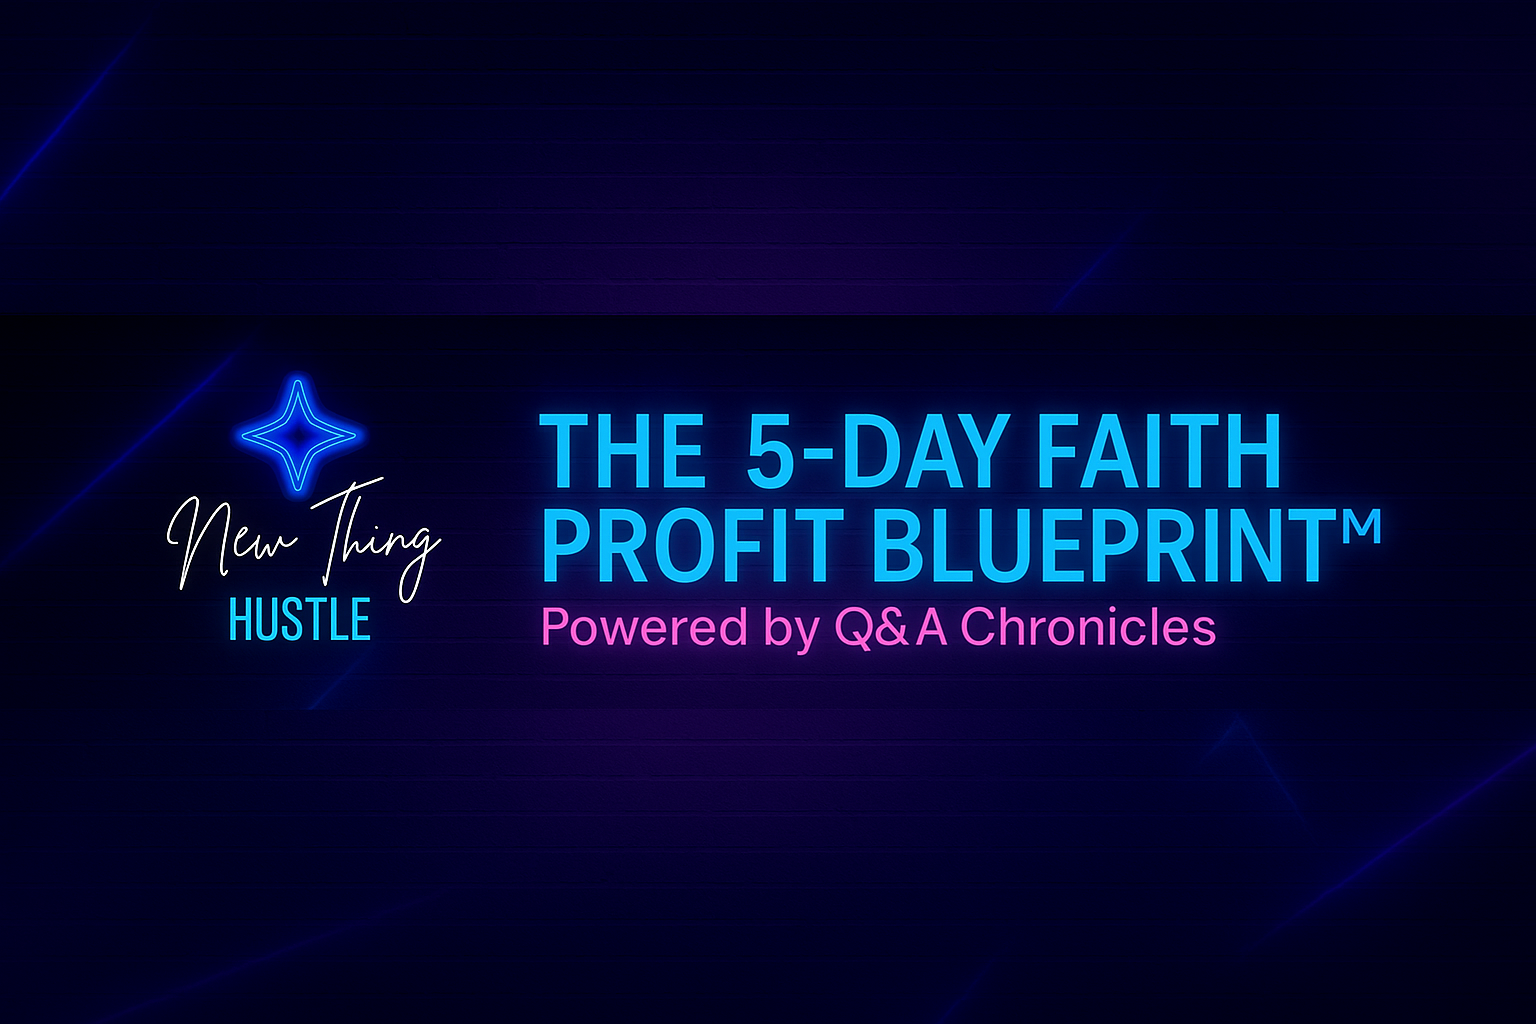 New Thing
HUSTLE
THE 5-DAY FAITH
PROFIT BLUEPRINT™
Powered by Q&A Chronicles